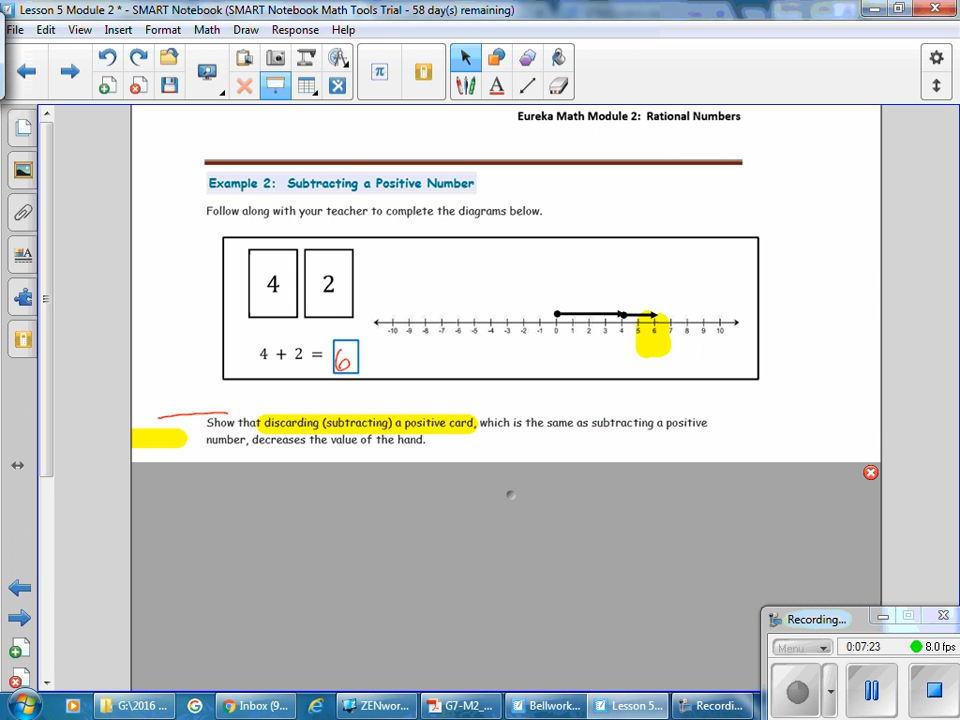 Lesson 5 Module 2 * - SMART Notebook (SMART Notebook Math Tools Trial - 58 day(s) remaining)
File Edit View Insert Format Math Draw Response Help
π
A
Eureka Math Module 2: Rational Numbers
Example 2: Subtracting a Positive Number
Follow along with your teacher to complete the diagrams below.
4 2
-10 -9 -8 -7 -6 -5 -4 -3 -2 -1 0 1 2 3 4 5 6 7 8 9 10
4 + 2 = 6
Show that discarding (subtracting) a positive card, which is the same as subtracting a positive
number, decreases the value of the hand.
Recording...
Menu 0:07:23 8.0 fps
G:\2016 ... Inbox (9... ZENwor... G7-M2_... Bellwork... Lesson 5... Recordin...